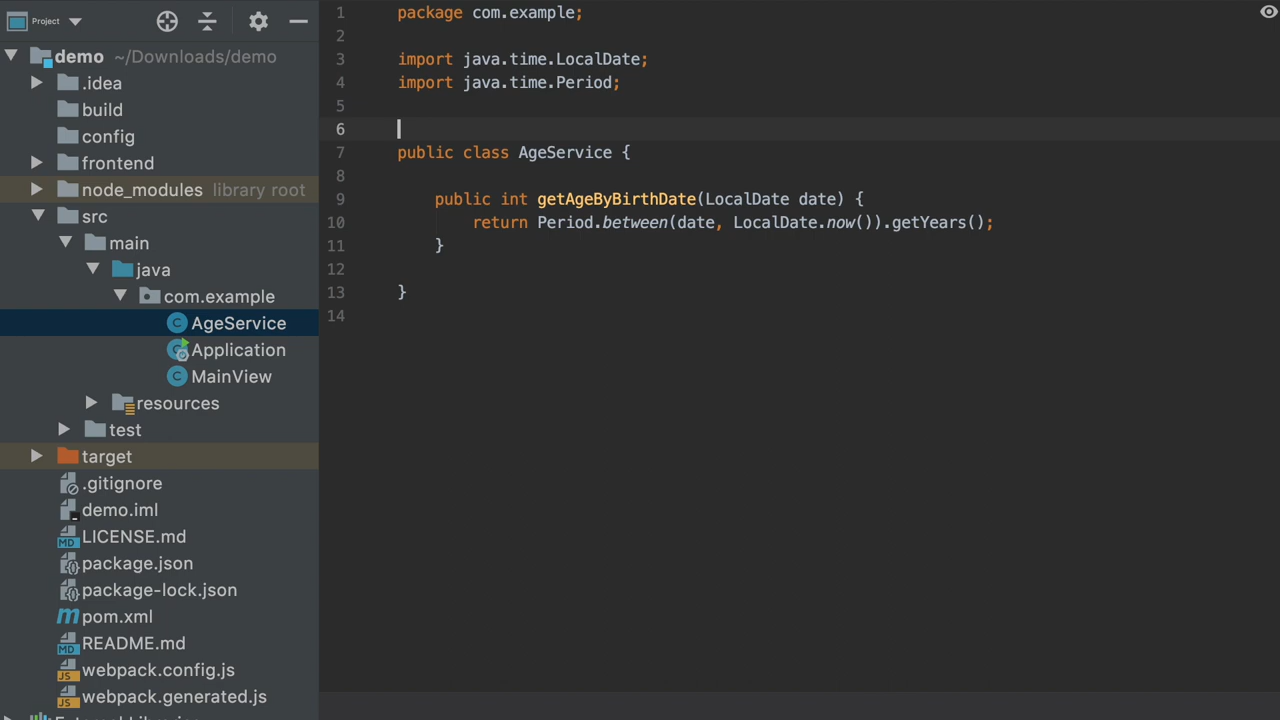 Project
demo ~/Downloads/demo
.idea
build
config
frontend
node_modules library root
src
main
java
com.example
AgeService
Application
MainView
resources
test
target
.gitignore
demo.iml
LICENSE.md
package.json
package-lock.json
pom.xml
README.md
webpack.config.js
webpack.generated.js
1 package com.example;
2
3 import java.time.LocalDate;
4 import java.time.Period;
5
6
7 public class AgeService {
8
9 public int getAgeByBirthDate(LocalDate date) {
10 return Period.between(date, LocalDate.now()).getYears();
11 }
12
13 }
14